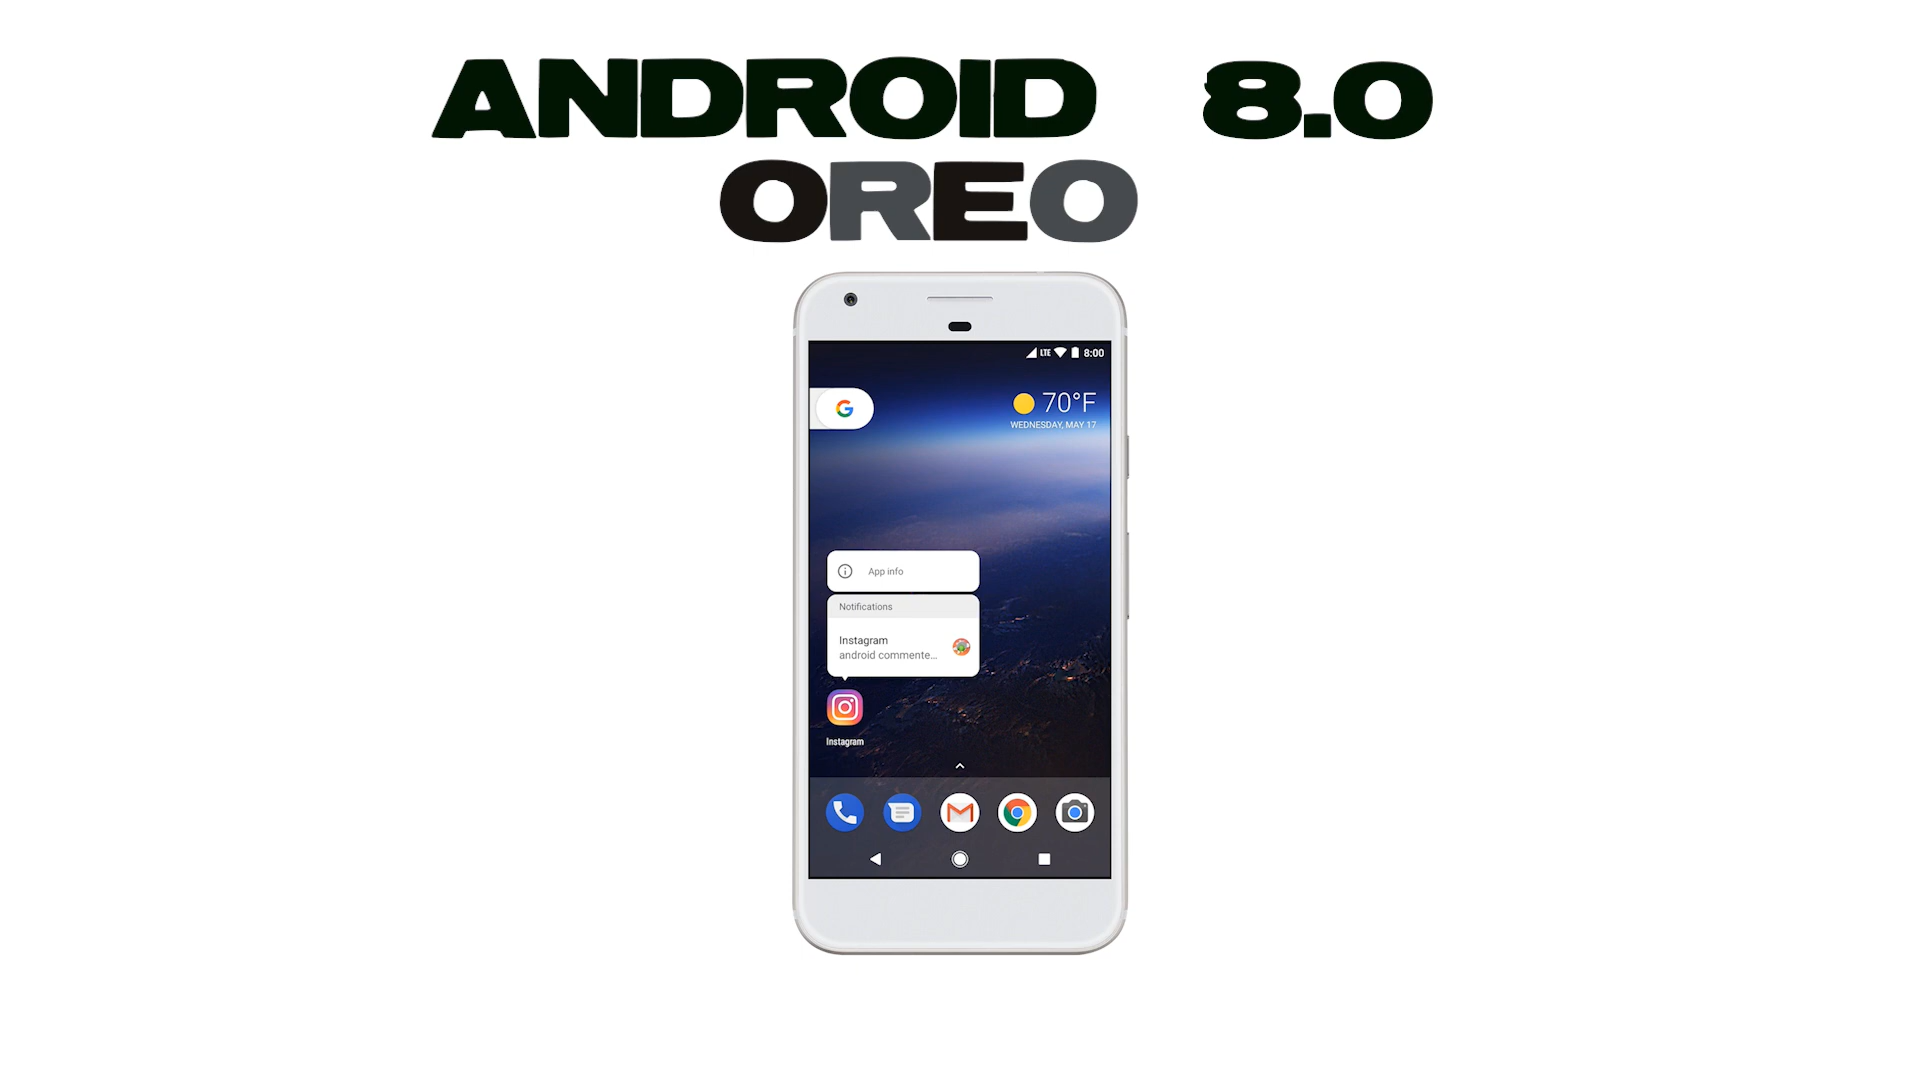 ANDROID 8.0
OREO
LTE 8:00
G
70°F
WEDNESDAY, MAY 17
App info
Notifications
Instagram
android commente...
Instagram